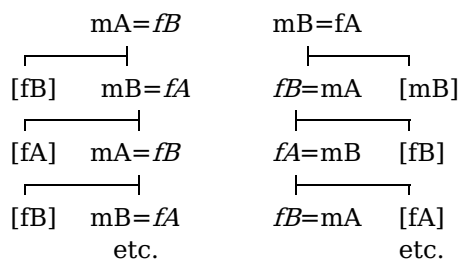 mA=fB mB=fA
[fB] mB=fA fB=mA [mB]
[fA] mA=fB fA=mB [fB]
[fB] mB=fA fB=mA [fA]
etc. etc.